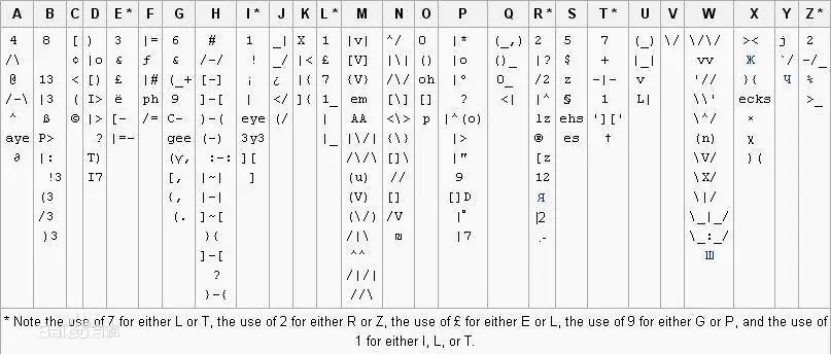 A B C D E* F G H I* J K L* M N O P Q R* S T* U V W X Y Z*
4 8 [ ) 3 |= 6 # 1 _| X 1 |v| ^/ 0 |* (_,) 2 5 7 (_) \/ \/\/ >< j 2
/\ ¢ |o & ƒ & /-/ ! _/ |< £ [V] |\| () |o ()_ |? $ + |_| vv Ж `/ ~/_
@ 13 < [) £ |# (_+ [-] | ¿ |{ 7 {V} /\/ oh |º 0_ /2 z -|- v '// }{ Ч %
/-\ |3 ( I> ë ph 9 ]-[ ¡ </ ]{ 1_ em [\] [] ? <| |^ § 1 L| \\' ecks >_
^ ß © |> [- /= C- )-( eye (/ | AA <\> p |^(o) lz ehs '][' \^/ ×
aye P> ? |=- gee (-) 3y3 |_ |\/| {\} |> ® es † (n) χ
∂ |: T) (γ, :-: ][ /\/\ []\ |" [z \V/ )(
!3 I7 [, |~| ] (u) // 9 12 \X/
(3 (, |-| (V) [] []D Я \|/
/3 (. ]~[ (\/) /V |° |2 \_|_/
)3 }{ /|\ ₪ |7 .- \_:_/
]-[ ^^ Ш
? /|/|
}-{ //\
* Note the use of 7 for either L or T, the use of 2 for either R or Z, the use of £ for either E or L, the use of 9 for either G or P, and the use of
1 for either I, L, or T.